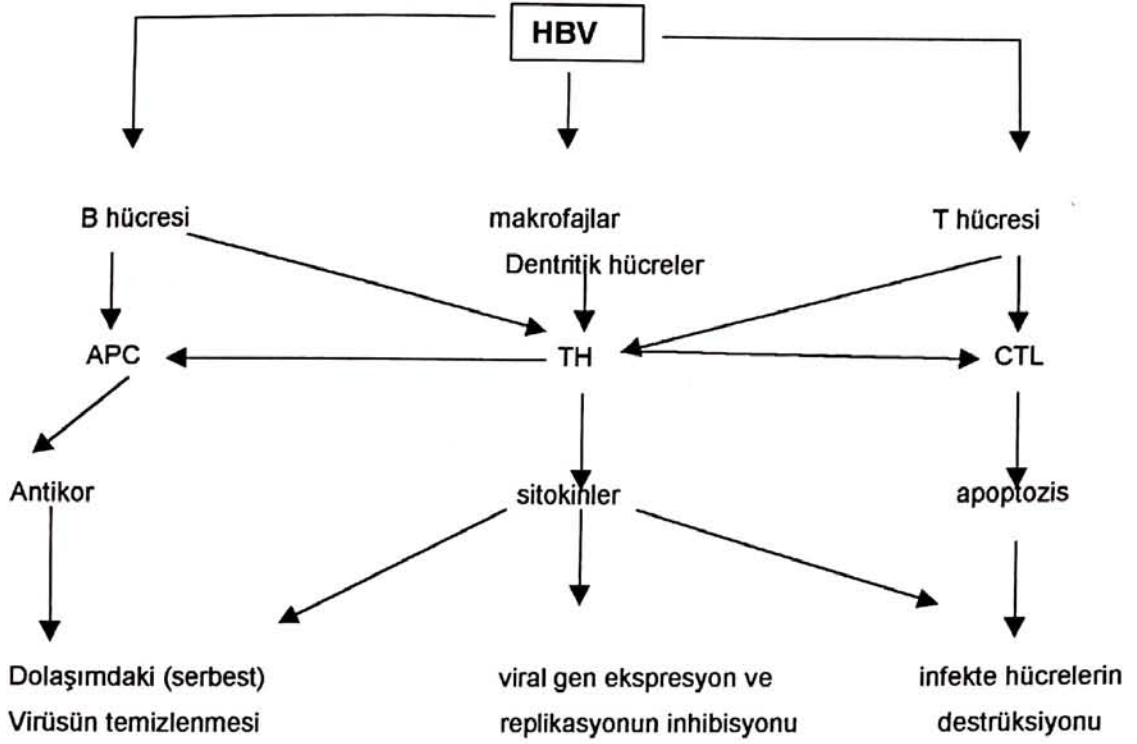 HBV
B hücresi
makrofajlar
T hücresi
Dentritik hücreler
APC
TH
CTL
Antikor
sitokinler
apoptozis
Dolaşımdaki (serbest)
Virüsün temizlenmesi
viral gen ekspresyon ve
replikasyonun inhibisyonu
infekte hücrelerin
destrüksiyonu